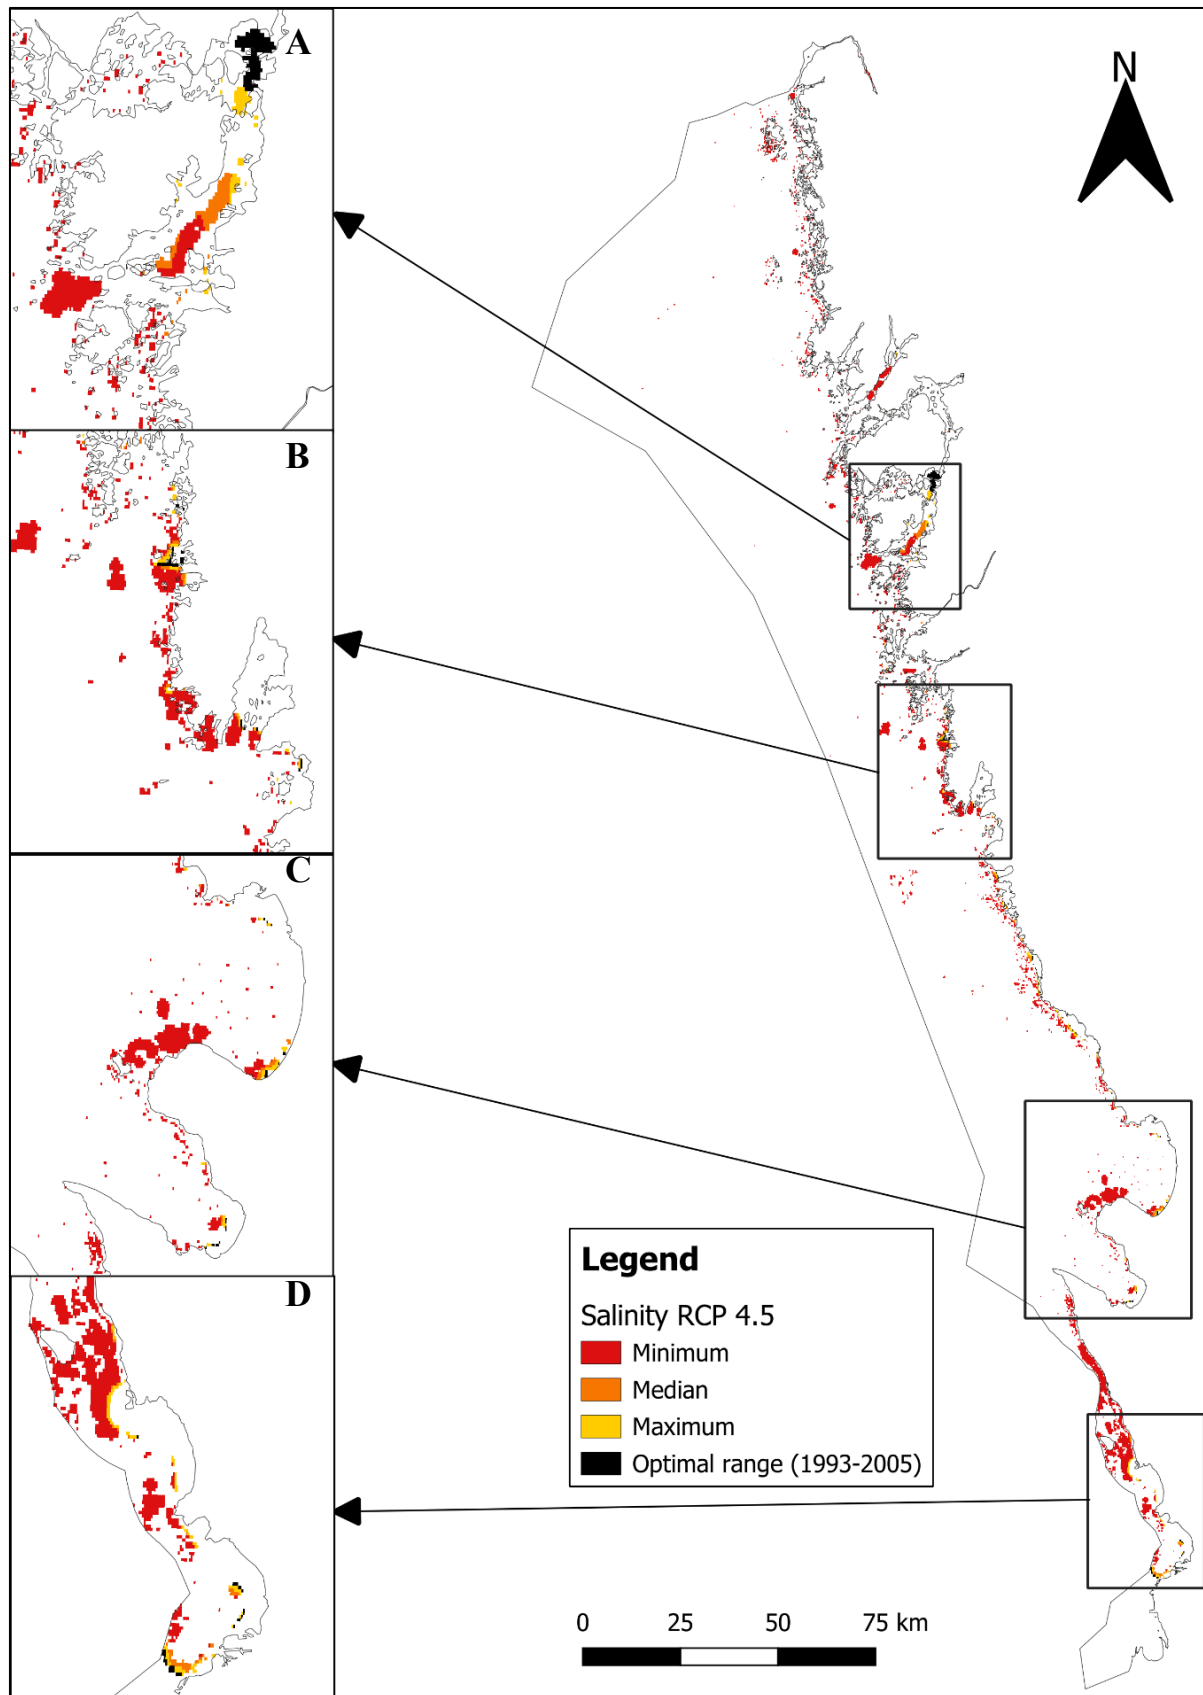 A
N
B
C
D
Legend
Salinity RCP 4.5
Minimum
Median
Maximum
Optimal range (1993-2005)
0 25 50 75 km